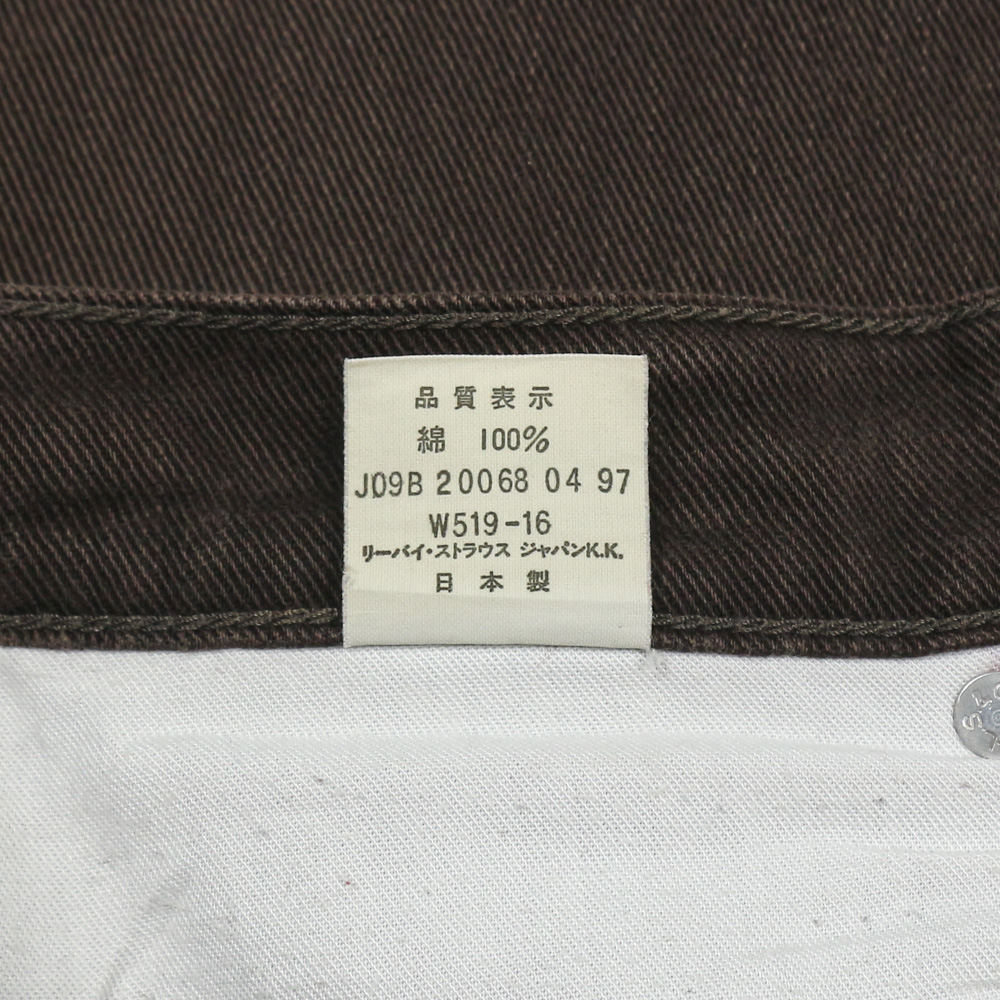 品質表示
綿 100%
J09B 20068 04 97
W519-16
リーバイ・ストラウス ジャパンK.K.
日本製